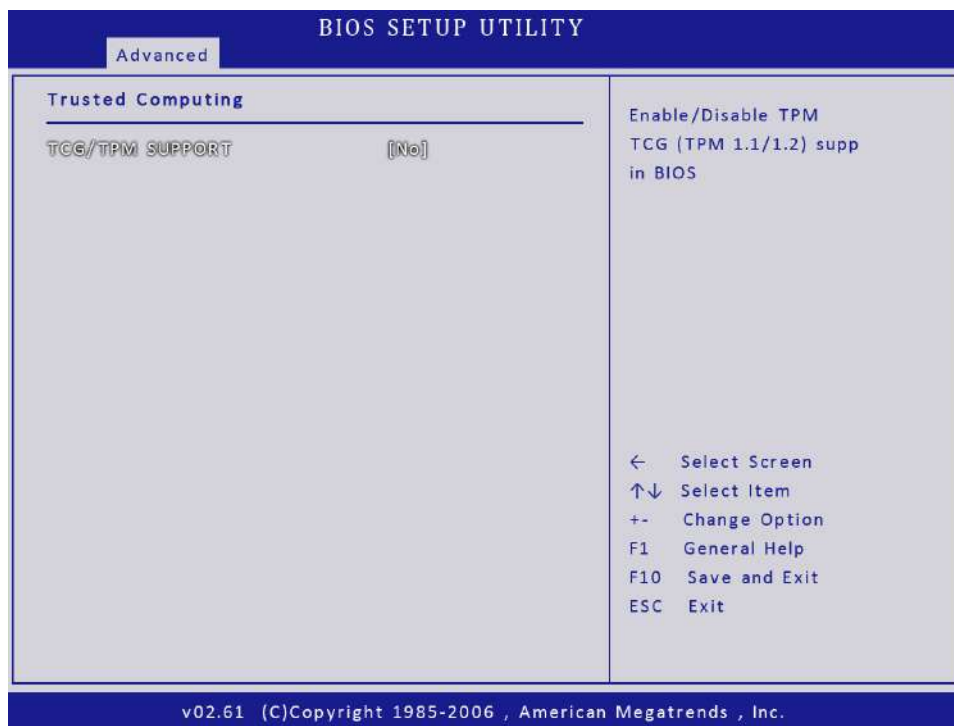 BIOS SETUP UTILITY
Advanced
Trusted Computing
TCG/TPM SUPPORT [No]
Enable/Disable TPM
TCG (TPM 1.1/1.2) supp
in BIOS
← Select Screen
↑↓ Select Item
+- Change Option
F1 General Help
F10 Save and Exit
ESC Exit
v02.61 (C)Copyright 1985-2006 , American Megatrends , Inc.